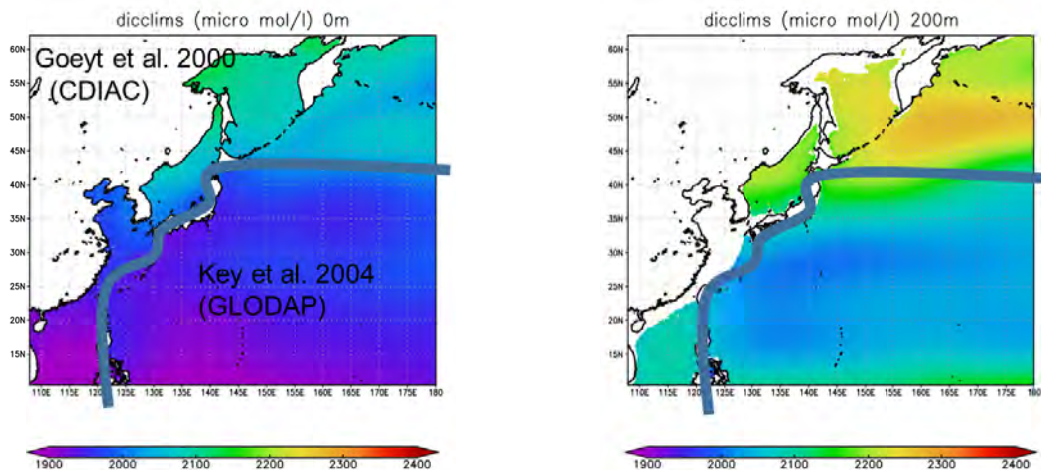 dicclims (micro mol/l) 0m
Goeyt et al. 2000
(CDIAC)
Key et al. 2004
(GLODAP)
60N
55N
50N
45N
40N
35N
30N
25N
20N
15N
110E 115E 120E 125E 130E 135E 140E 145E 150E 155E 160E 165E 170E 175E 180
1900 2000 2100 2200 2300 2400
dicclims (micro mol/l) 200m
60N
55N
50N
45N
40N
35N
30N
25N
20N
15N
110E 115E 120E 125E 130E 135E 140E 145E 150E 155E 160E 165E 170E 175E 180
1900 2000 2100 2200 2300 2400